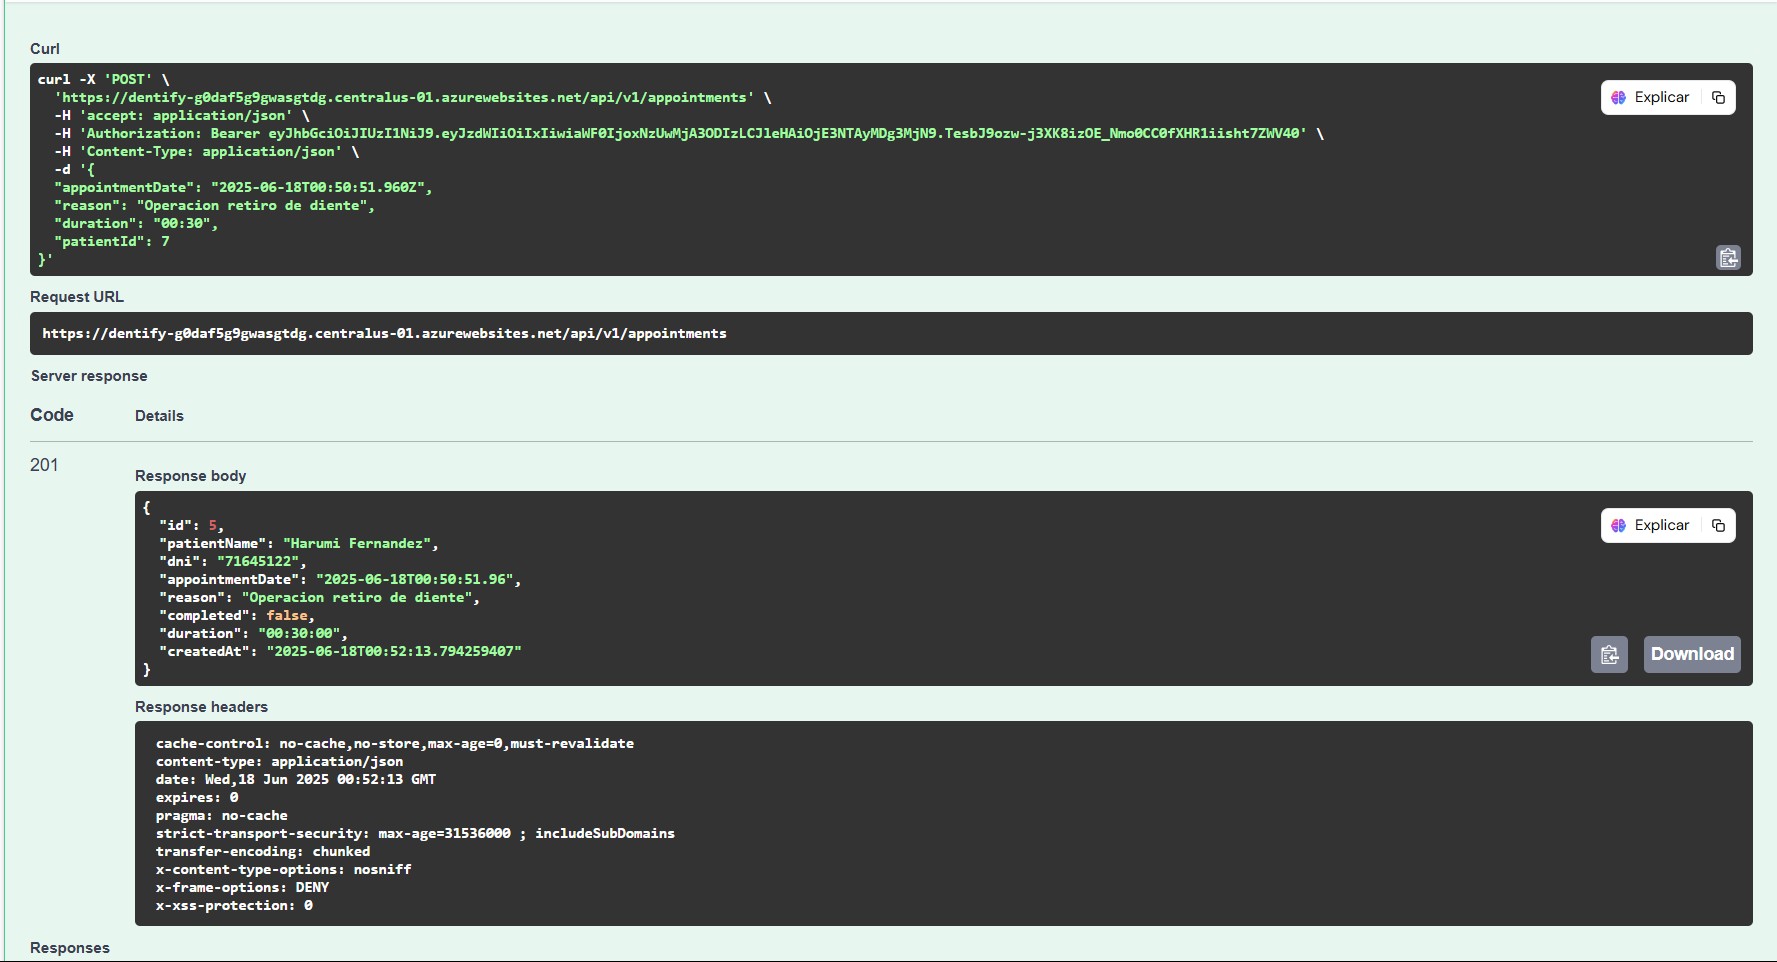 Curl
curl -X 'POST' \
'https://dentify-g0daf5g9gwasgtdg.centralus-01.azurewebsites.net/api/v1/appointments' \
-H 'accept: application/json' \
-H 'Authorization: Bearer eyJhbGciOiJIUzI1NiJ9.eyJzdWIiOiIxIiwiaWF0IjoxNzUwMjA3ODIzLCJleHAiOjE3NTAyMDg3MjN9.TesbJ9ozw-j3XK8izOE_Nmo0CC0fXHR1iisht7ZWV40' \
-H 'Content-Type: application/json' \
-d '{
"appointmentDate": "2025-06-18T00:50:51.960Z",
"reason": "Operacion retiro de diente",
"duration": "00:30",
"patientId": 7
}'
Explicar
Request URL
https://dentify-g0daf5g9gwasgtdg.centralus-01.azurewebsites.net/api/v1/appointments
Server response
Code Details
201
Response body
{
"id": 5,
"patientName": "Harumi Fernandez",
"dni": "71645122",
"appointmentDate": "2025-06-18T00:50:51.96",
"reason": "Operacion retiro de diente",
"completed": false,
"duration": "00:30:00",
"createdAt": "2025-06-18T00:52:13.794259407"
}
Explicar
Download
Response headers
cache-control: no-cache,no-store,max-age=0,must-revalidate
content-type: application/json
date: Wed,18 Jun 2025 00:52:13 GMT
expires: 0
pragma: no-cache
strict-transport-security: max-age=31536000 ; includeSubDomains
transfer-encoding: chunked
x-content-type-options: nosniff
x-frame-options: DENY
x-xss-protection: 0
Responses